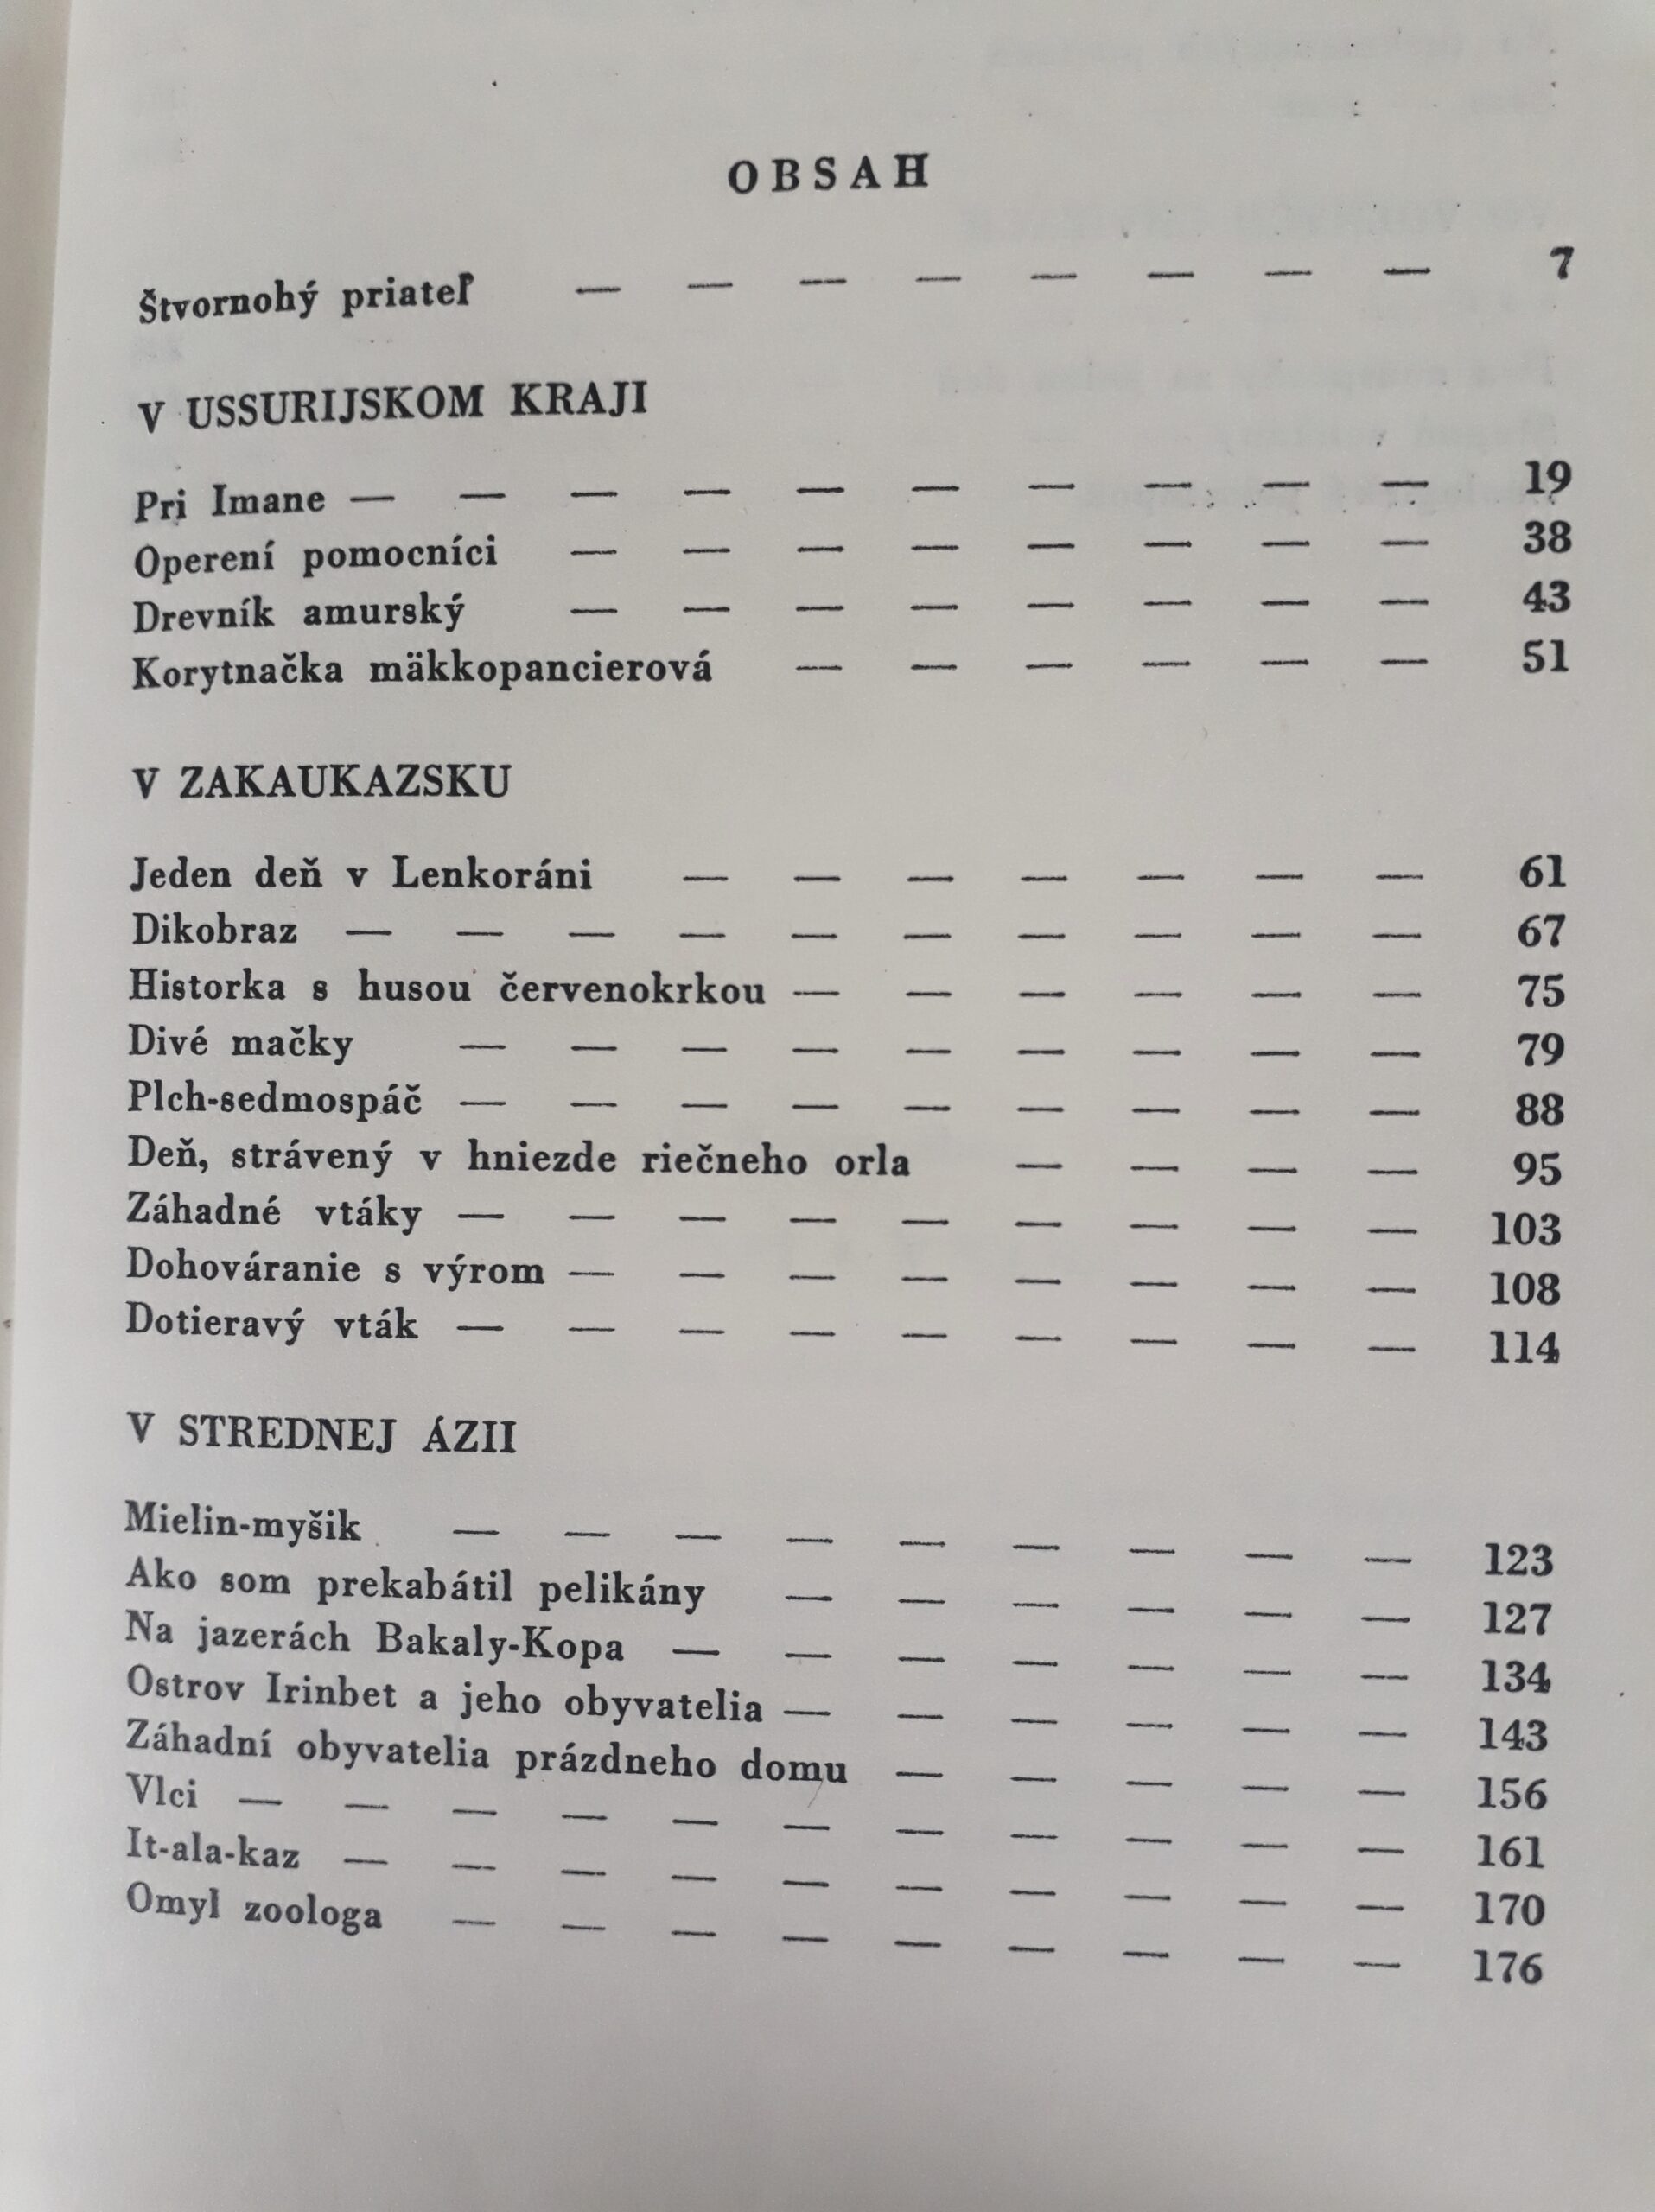 OBSAH
Štvornohý priateľ — — — — — — — — 7
V USSURIJSKOM KRAJI
Pri Imane — — — — — — — — — — 19
Operení pomocníci — — — — — — — — 38
Drevník amurský — — — — — — — — 43
Korytnačka mäkkopancierová — — — — — — 51
V ZAKAUKAZSKU
Jeden deň v Lenkoráni — — — — — — — 61
Dikobraz — — — — — — — — — — 67
Historka s husou červenokrkou — — — — — — 75
Divé mačky — — — — — — — — — 79
Plch-sedmospáč — — — — — — — — — 88
Deň, strávený v hniezde riečneho orla — — — — 95
Záhadné vtáky — — — — — — — — — 103
Dohováranie s výrom — — — — — — — — 108
Dotieravý vták — — — — — — — — — 114
V STREDNEJ ÁZII
Mielin-myšik — — — — — — — — — 123
Ako som prekabátil pelikány — — — — — — 127
Na jazerách Bakaly-Kopa — — — — — — — 134
Ostrov Irinbet a jeho obyvatelia — — — — — — 143
Záhadní obyvatelia prázdneho domu — — — — — 156
Vlci — — — — — — — — — — — 161
It-ala-kaz — — — — — — — — — — 170
Omyl zoologa — — — — — — — — — 176